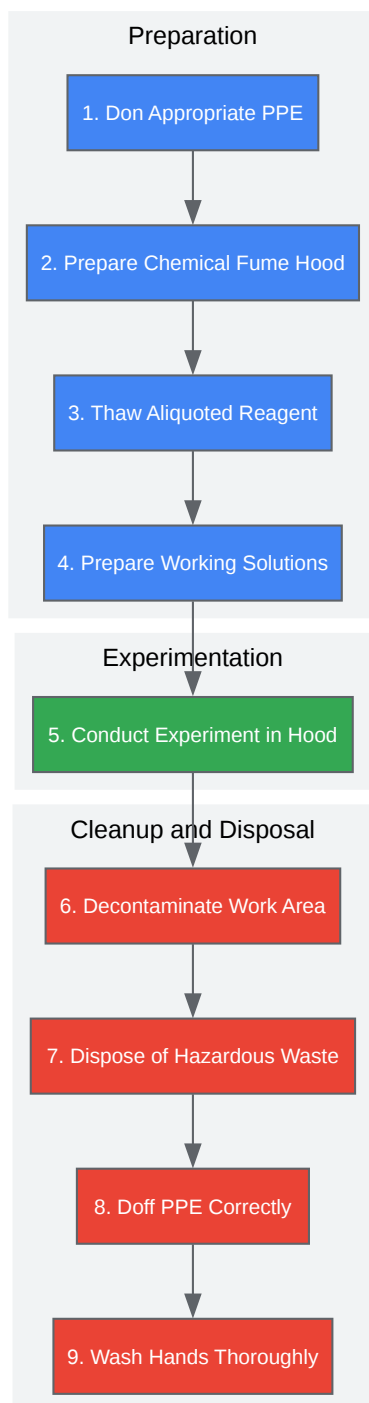 Preparation
1. Don Appropriate PPE
2. Prepare Chemical Fume Hood
3. Thaw Aliquoted Reagent
4. Prepare Working Solutions
Experimentation
5. Conduct Experiment in Hood
Cleanup and Disposal
6. Decontaminate Work Area
7. Dispose of Hazardous Waste
8. Doff PPE Correctly
9. Wash Hands Thoroughly